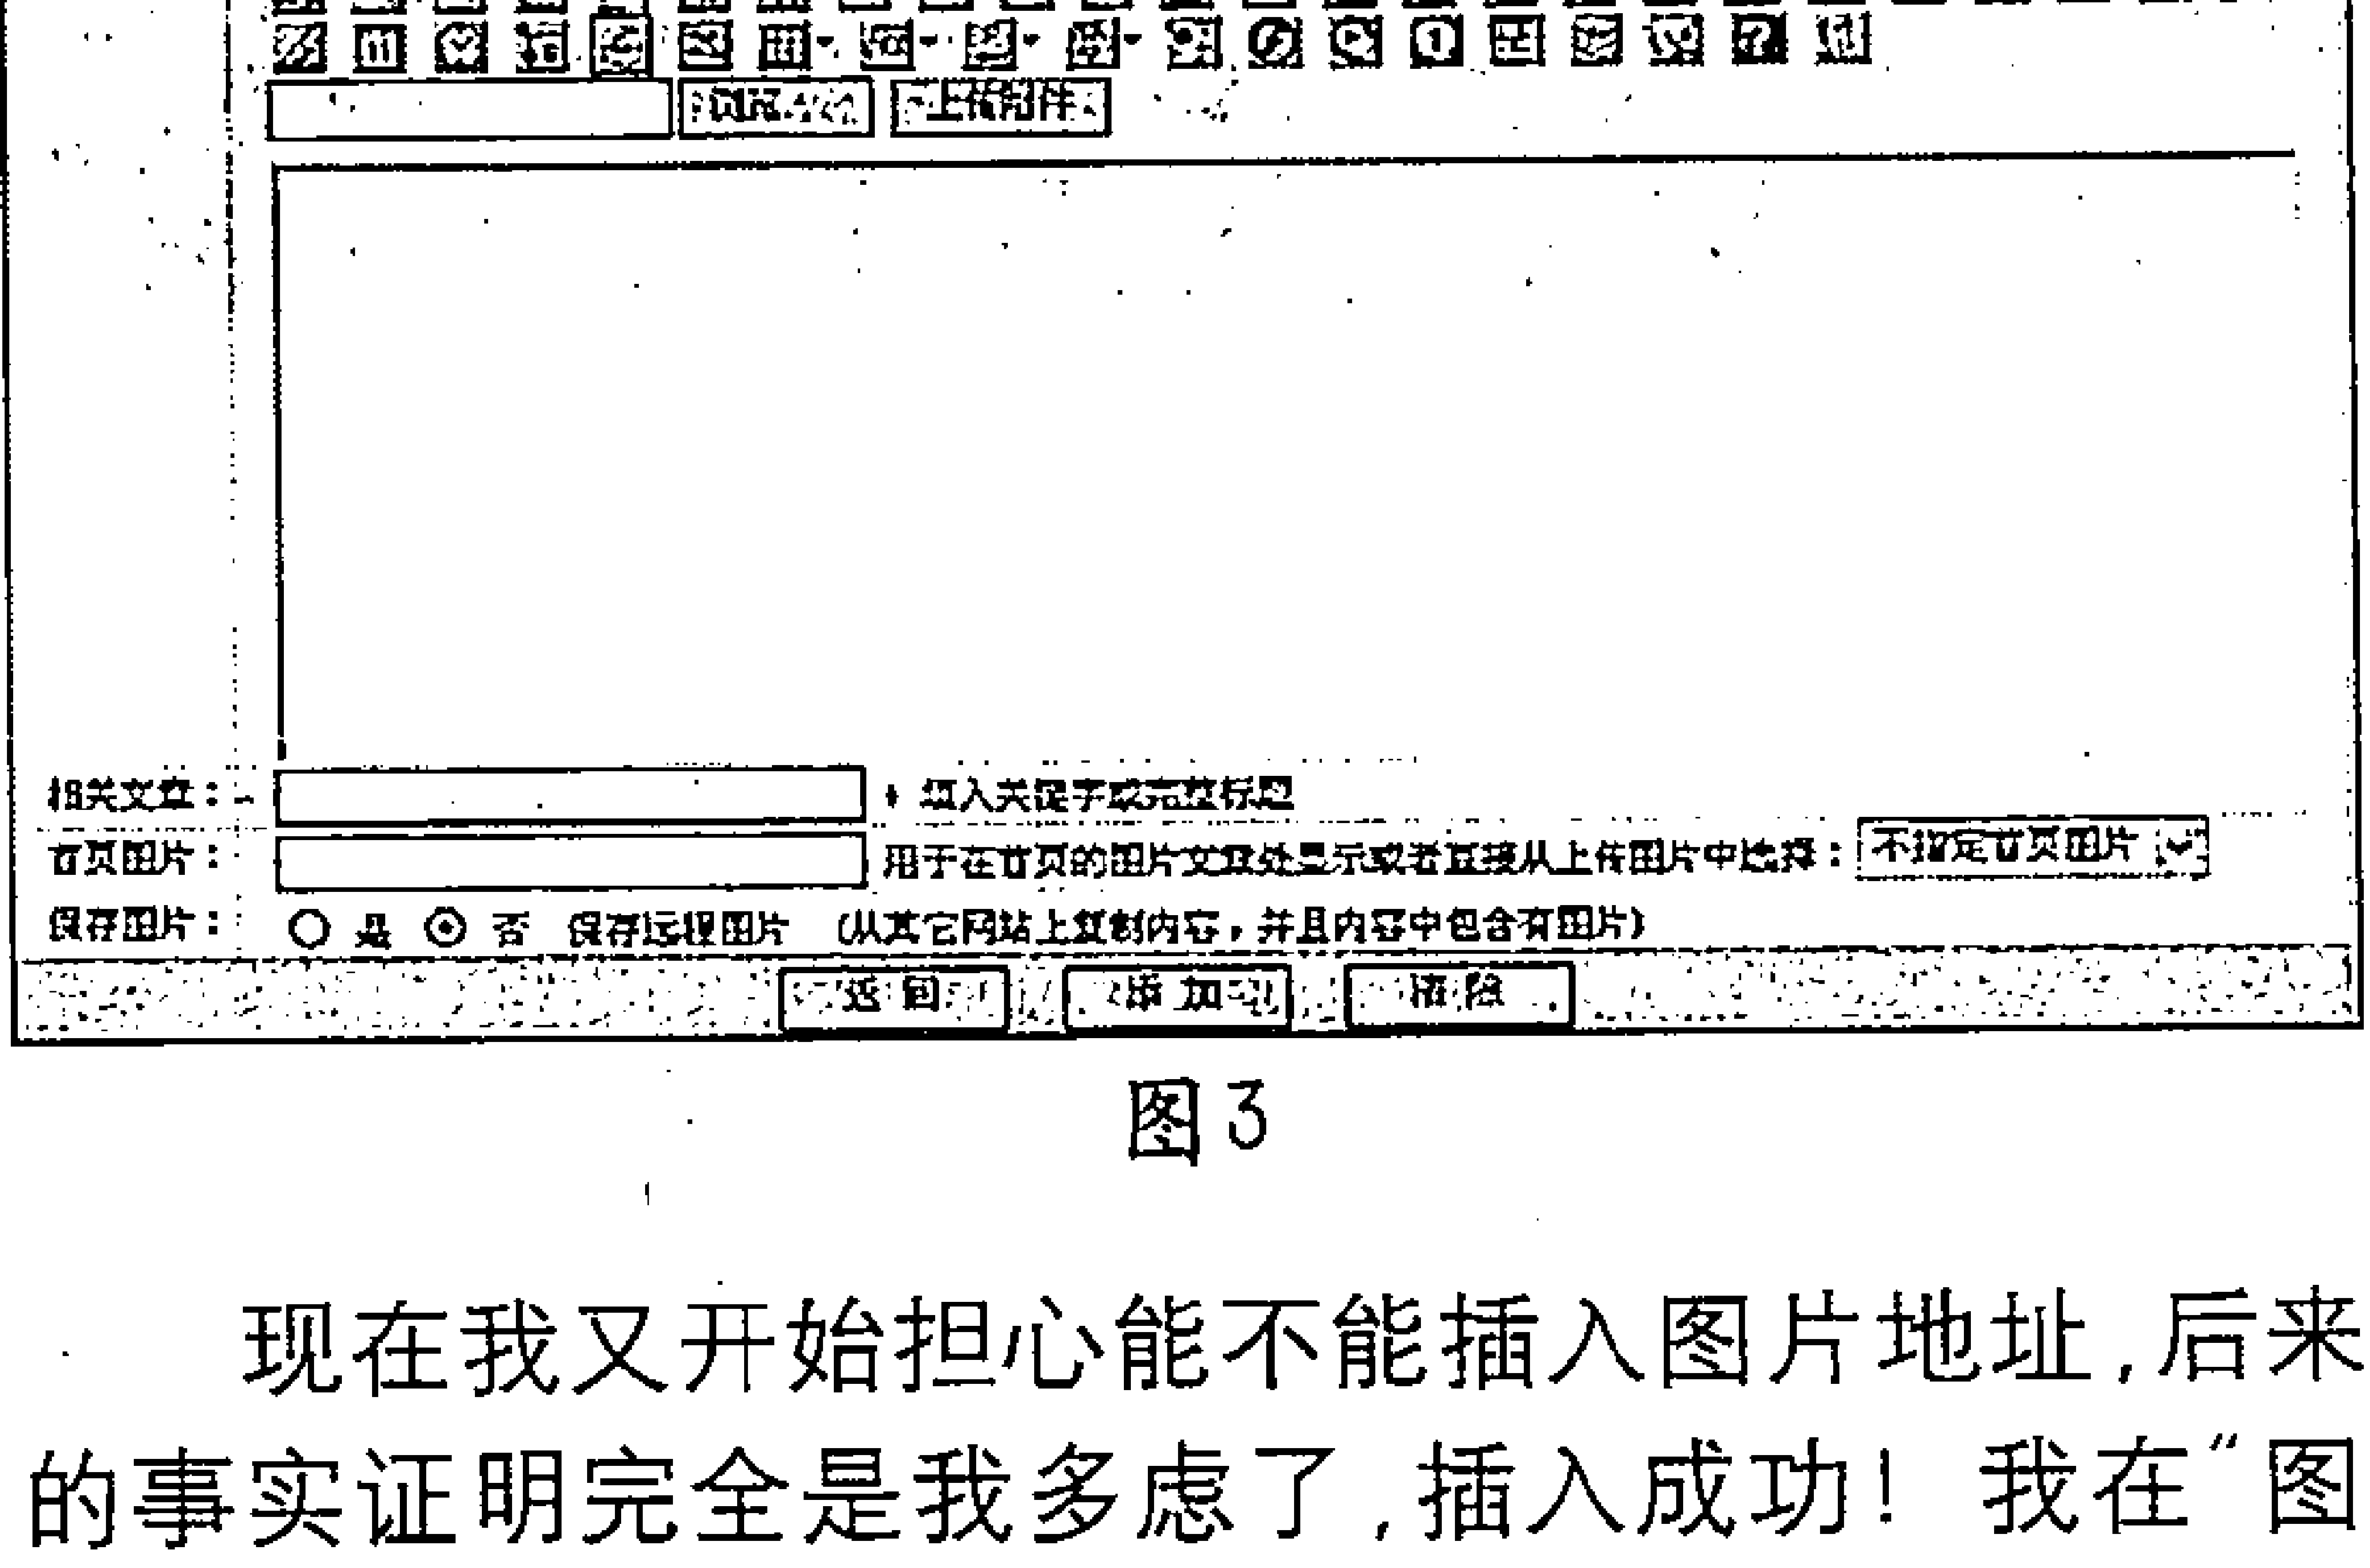 上传附件
相关文章：
* 填入关键字或完整标题
首页图片：
用于在首页的图片文章处显示或者直接从上传图片中选择：不指定首页图片
保存图片：
是 否 保存远程图片 （从其它网站上复制内容，并且内容中包含有图片）
返回 添加 清除
图3
现在我又开始担心能不能插入图片地址,后来
的事实证明完全是我多虑了,插入成功！我在“图